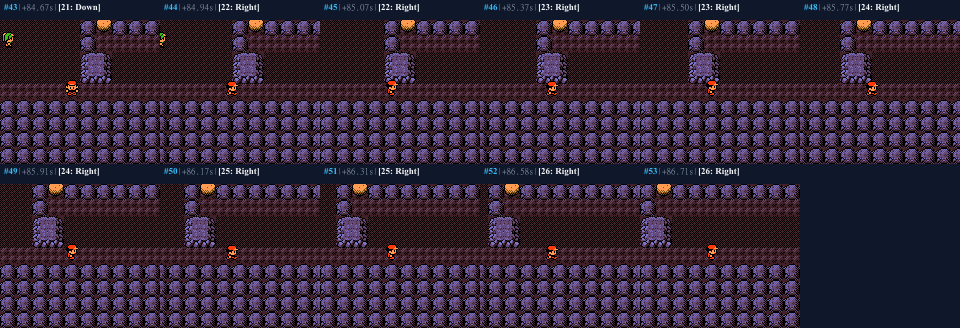 #43|+84.67s|[21: Down]
#44|+84.94s|[22: Right]
#45|+85.07s|[22: Right]
#46|+85.37s|[23: Right]
#47|+85.50s|[23: Right]
#48|+85.77s|[24: Right]
#49|+85.91s|[24: Right]
#50|+86.17s|[25: Right]
#51|+86.31s|[25: Right]
#52|+86.58s|[26: Right]
#53|+86.71s|[26: Right]